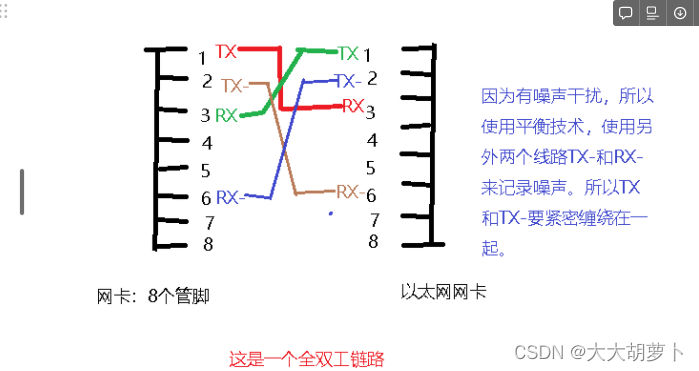 1 TX TX 1
2 TX- TX- 2
3 RX RX 3
4 4
5 5
6 RX- RX- 6
7 7
8 8
因为有噪声干扰，所以
使用平衡技术，使用另
外两个线路TX-和RX-
来记录噪声。所以TX
和TX-要紧密缠绕在一
起。
网卡：8个管脚
以太网网卡
这是一个全双工链路
CSDN @大大胡萝卜